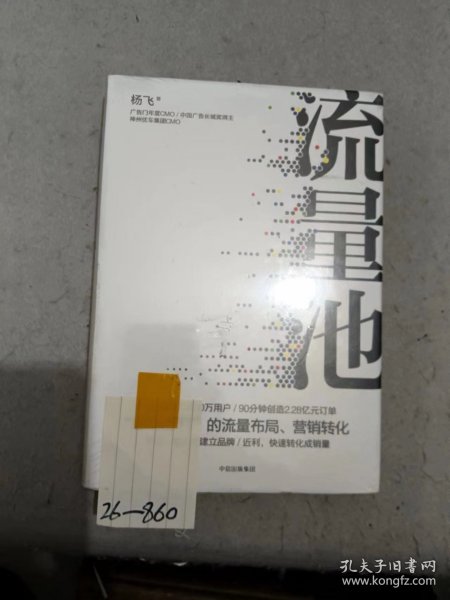 杨飞 著
广告门年度CMO / 中国广告长城奖得主
神州优车集团CMO
流量池
0万用户 / 90分钟创造2.28亿元订单
的流量布局、营销转化
建立品牌 / 近利,快速转化成销量
中信出版集团
26-860
孔夫子旧书网
www.kongfz.com